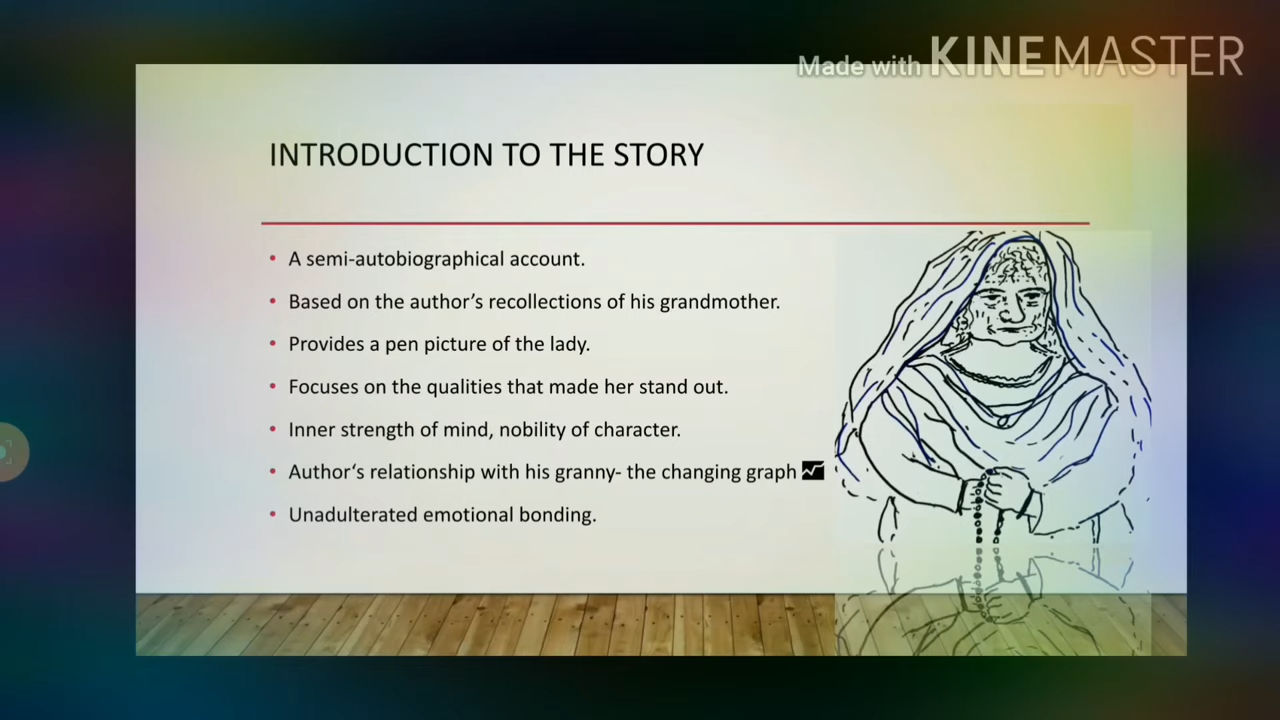 Made with KINEMASTER
INTRODUCTION TO THE STORY
• A semi-autobiographical account.
• Based on the author’s recollections of his grandmother.
• Provides a pen picture of the lady.
• Focuses on the qualities that made her stand out.
• Inner strength of mind, nobility of character.
• Author‘s relationship with his granny- the changing graph
• Unadulterated emotional bonding.